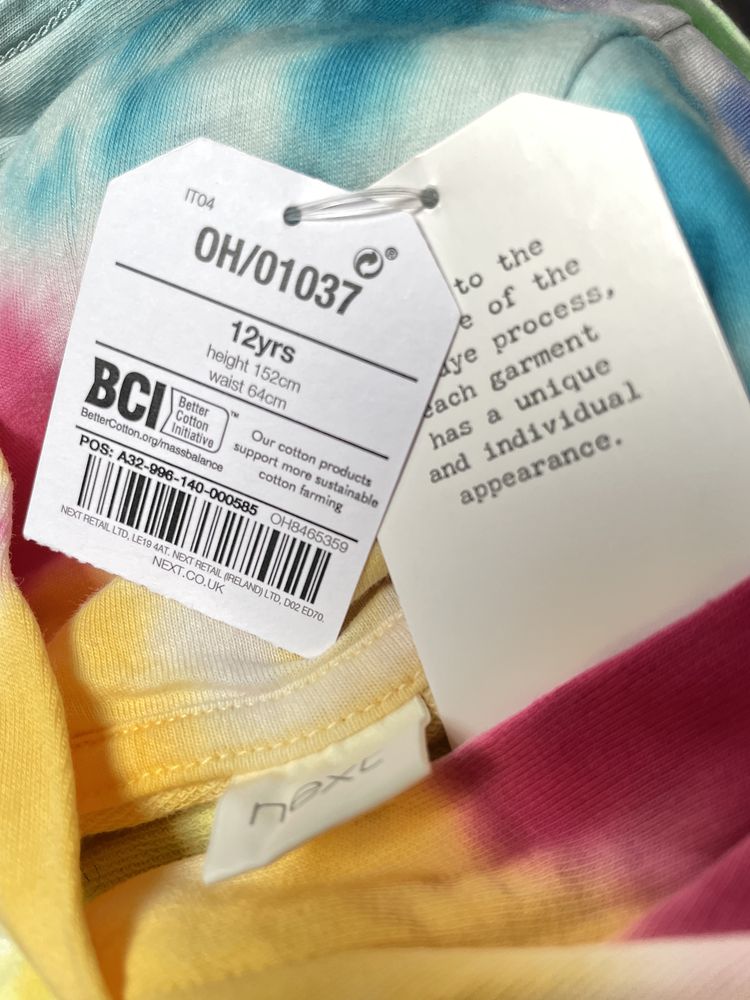 IT04
OH/01037
®
12yrs
height 152cm
waist 64cm
BCI
Better
Cotton
Initiative
™
BetterCotton.org/massbalance
Our cotton products
support more sustainable
cotton farming
POS: A32-996-140-000585
OH8465359
NEXT RETAIL LTD, LE19 4AT. NEXT RETAIL (IRELAND) LTD, D02 ED70.
NEXT.CO.UK
to the
of the
process,
each garment
has a unique
and individual
appearance.
next